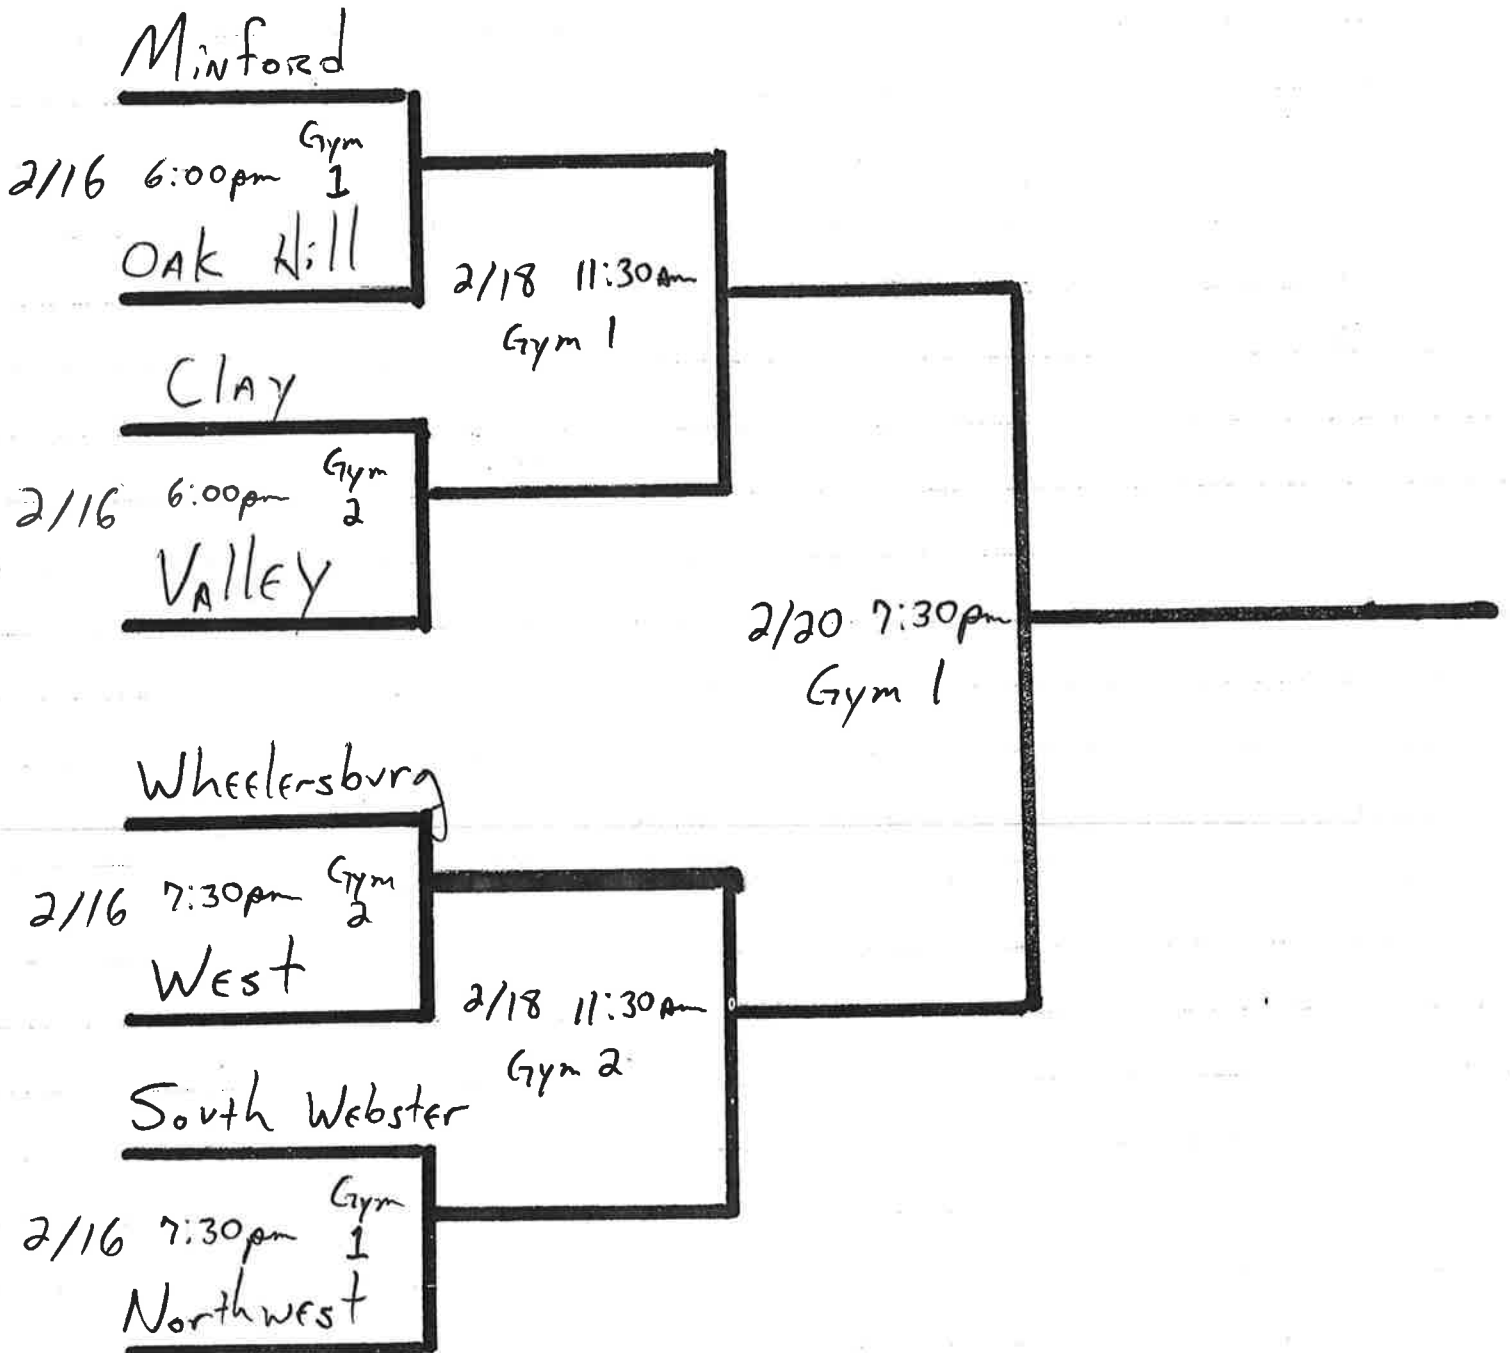 Minford
Gym
2/16 6:00pm 1
Oak Hill
2/18 11:30Am
Gym 1
Clay
Gym
2/16 6:00pm 2
Valley
2/20 7:30pm
Gym 1
Wheelersburg
Gym
2/16 7:30pm 2
West
2/18 11:30Am
Gym 2
South Webster
Gym
2/16 7:30pm 1
Northwest